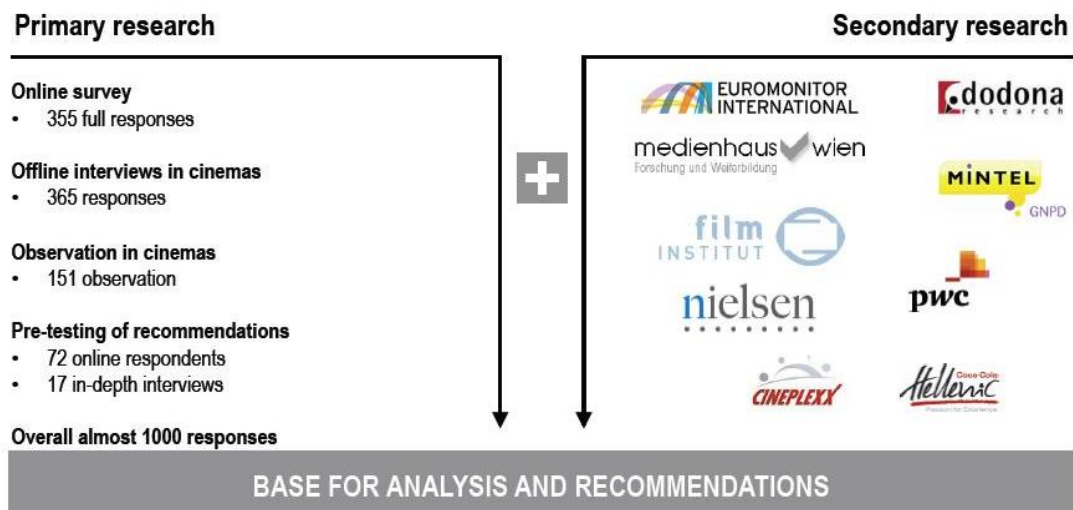 Primary research
Secondary research
Online survey
• 355 full responses
Offline interviews in cinemas
• 365 responses
Observation in cinemas
• 151 observation
Pre-testing of recommendations
• 72 online respondents
• 17 in-depth interviews
Overall almost 1000 responses
EUROMONITOR
INTERNATIONAL
dodona
research
medienhaus wien
Forschung und Weiterbildung
MiNTEL
GNPD
film
INSTITUT
nielsen
pwc
CINEPLEXX
Coca-Cola
Hellenic
Passion for Excellence
BASE FOR ANALYSIS AND RECOMMENDATIONS